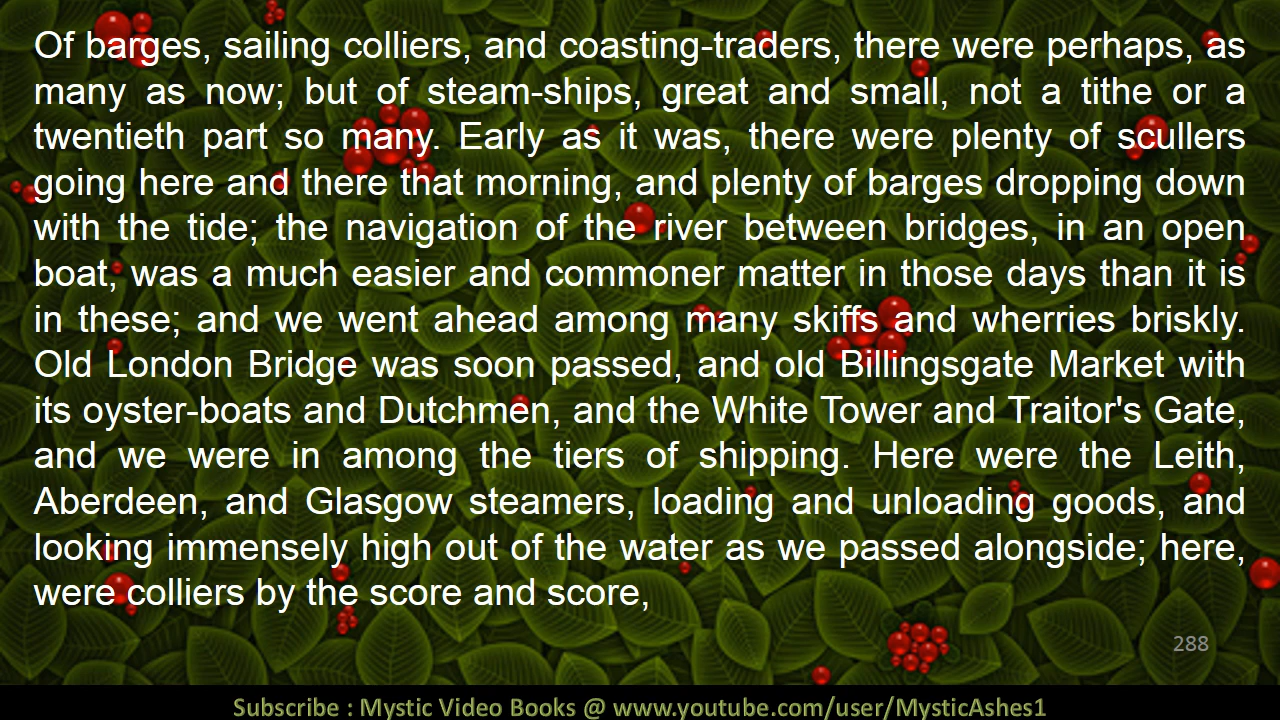 Of barges, sailing colliers, and coasting-traders, there were perhaps, as
many as now; but of steam-ships, great and small, not a tithe or a
twentieth part so many. Early as it was, there were plenty of scullers
going here and there that morning, and plenty of barges dropping down
with the tide; the navigation of the river between bridges, in an open
boat, was a much easier and commoner matter in those days than it is
in these; and we went ahead among many skiffs and wherries briskly.
Old London Bridge was soon passed, and old Billingsgate Market with
its oyster-boats and Dutchmen, and the White Tower and Traitor's Gate,
and we were in among the tiers of shipping. Here were the Leith,
Aberdeen, and Glasgow steamers, loading and unloading goods, and
looking immensely high out of the water as we passed alongside; here,
were colliers by the score and score,
288
Subscribe : Mystic Video Books @ www.youtube.com/user/MysticAshes1